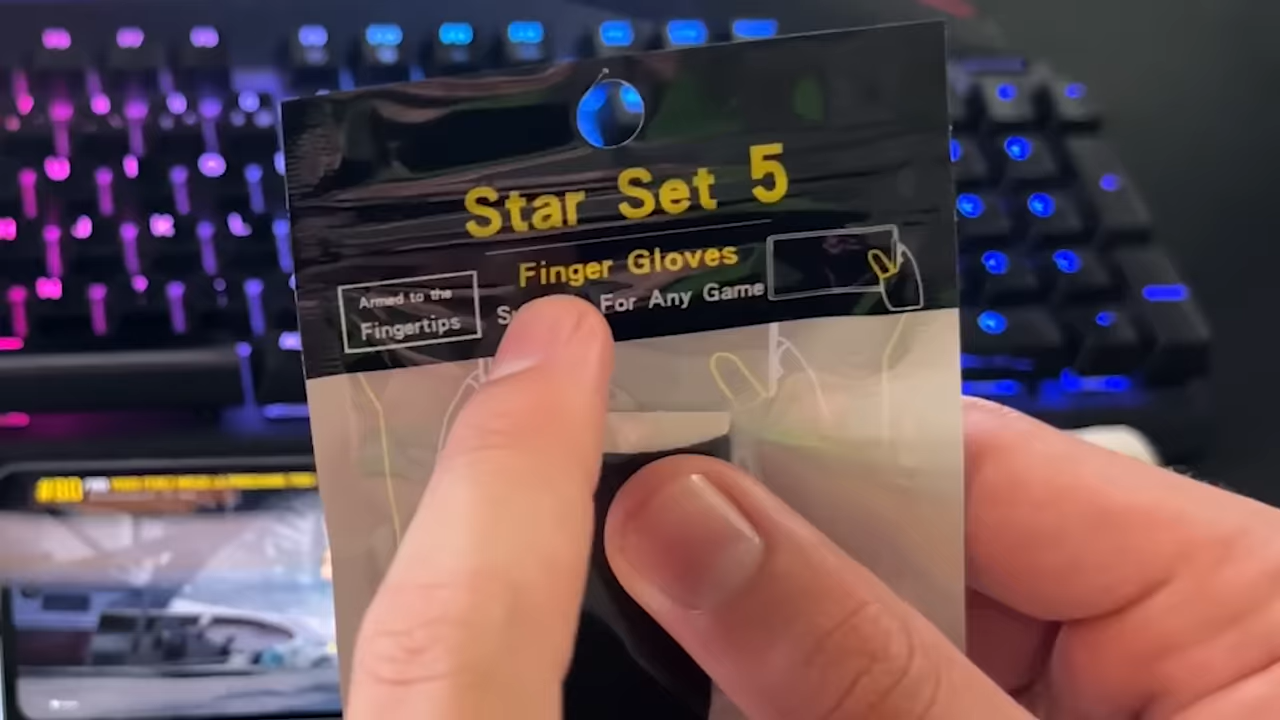 Star Set 5
Finger Gloves
For Any Game
Armed to the
Fingertips